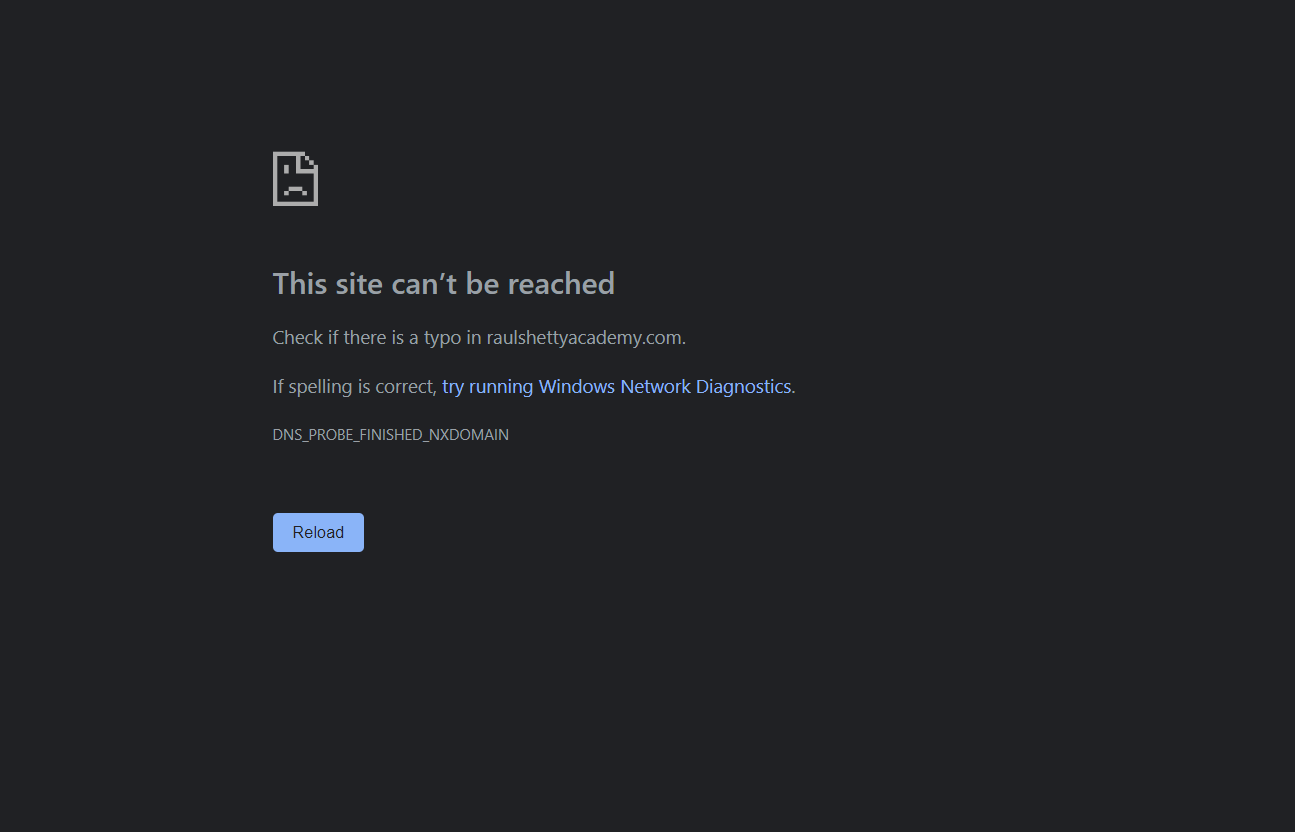 This site can’t be reached
Check if there is a typo in raulshettyacademy.com.
If spelling is correct, try running Windows Network Diagnostics.
DNS_PROBE_FINISHED_NXDOMAIN
Reload